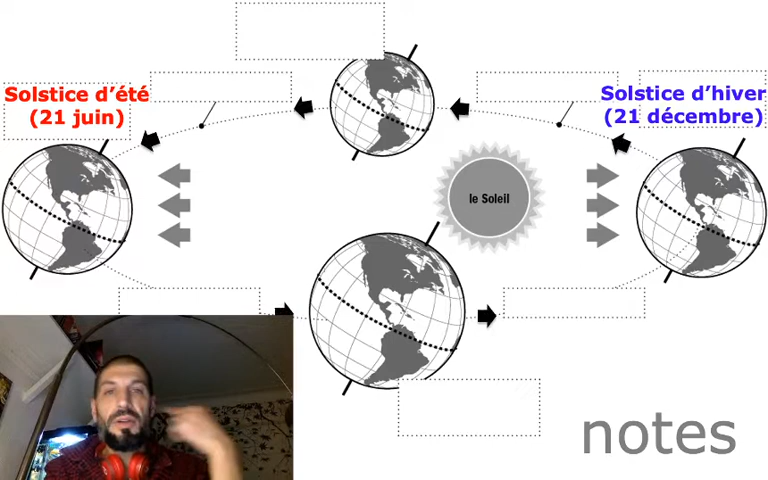 Solstice d’été
(21 juin)
Solstice d’hiver
(21 décembre)
le Soleil
notes